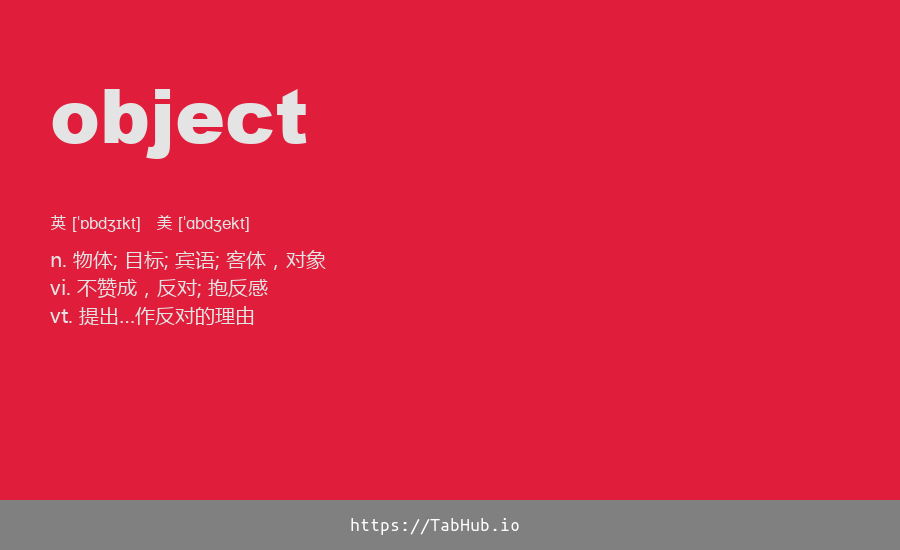 object
英 [ˈɒbdʒɪkt] 美 [ˈɑbdʒekt]
n. 物体; 目标; 宾语; 客体，对象
vi. 不赞成，反对; 抱反感
vt. 提出…作反对的理由
https://TabHub.io